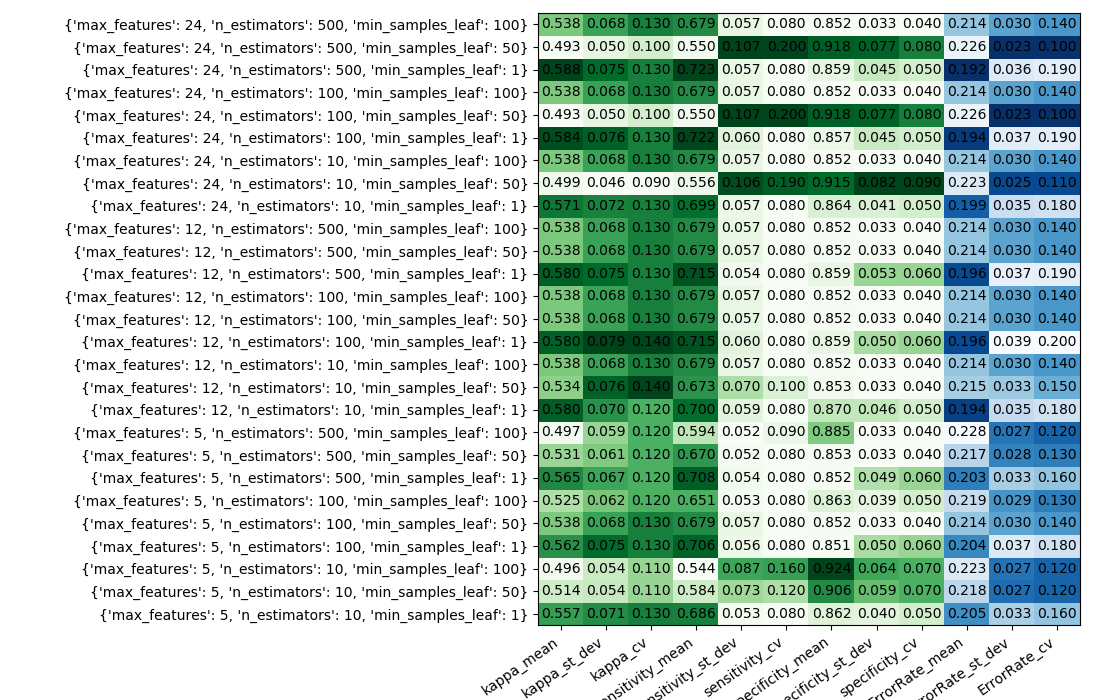 {'max_features': 24, 'n_estimators': 500, 'min_samples_leaf': 100} 0.538 0.068 0.130 0.679 0.057 0.080 0.852 0.033 0.040 0.214 0.030 0.140
{'max_features': 24, 'n_estimators': 500, 'min_samples_leaf': 50} 0.493 0.050 0.100 0.550 0.107 0.200 0.918 0.077 0.080 0.226 0.023 0.100
{'max_features': 24, 'n_estimators': 500, 'min_samples_leaf': 1} 0.588 0.075 0.130 0.723 0.057 0.080 0.859 0.045 0.050 0.192 0.036 0.190
{'max_features': 24, 'n_estimators': 100, 'min_samples_leaf': 100} 0.538 0.068 0.130 0.679 0.057 0.080 0.852 0.033 0.040 0.214 0.030 0.140
{'max_features': 24, 'n_estimators': 100, 'min_samples_leaf': 50} 0.493 0.050 0.100 0.550 0.107 0.200 0.918 0.077 0.080 0.226 0.023 0.100
{'max_features': 24, 'n_estimators': 100, 'min_samples_leaf': 1} 0.584 0.076 0.130 0.722 0.060 0.080 0.857 0.045 0.050 0.194 0.037 0.190
{'max_features': 24, 'n_estimators': 10, 'min_samples_leaf': 100} 0.538 0.068 0.130 0.679 0.057 0.080 0.852 0.033 0.040 0.214 0.030 0.140
{'max_features': 24, 'n_estimators': 10, 'min_samples_leaf': 50} 0.499 0.046 0.090 0.556 0.106 0.190 0.915 0.082 0.090 0.223 0.025 0.110
{'max_features': 24, 'n_estimators': 10, 'min_samples_leaf': 1} 0.571 0.072 0.130 0.699 0.057 0.080 0.864 0.041 0.050 0.199 0.035 0.180
{'max_features': 12, 'n_estimators': 500, 'min_samples_leaf': 100} 0.538 0.068 0.130 0.679 0.057 0.080 0.852 0.033 0.040 0.214 0.030 0.140
{'max_features': 12, 'n_estimators': 500, 'min_samples_leaf': 50} 0.538 0.068 0.130 0.679 0.057 0.080 0.852 0.033 0.040 0.214 0.030 0.140
{'max_features': 12, 'n_estimators': 500, 'min_samples_leaf': 1} 0.580 0.075 0.130 0.715 0.054 0.080 0.859 0.053 0.060 0.196 0.037 0.190
{'max_features': 12, 'n_estimators': 100, 'min_samples_leaf': 100} 0.538 0.068 0.130 0.679 0.057 0.080 0.852 0.033 0.040 0.214 0.030 0.140
{'max_features': 12, 'n_estimators': 100, 'min_samples_leaf': 50} 0.538 0.068 0.130 0.679 0.057 0.080 0.852 0.033 0.040 0.214 0.030 0.140
{'max_features': 12, 'n_estimators': 100, 'min_samples_leaf': 1} 0.580 0.079 0.140 0.715 0.060 0.080 0.859 0.050 0.060 0.196 0.039 0.200
{'max_features': 12, 'n_estimators': 10, 'min_samples_leaf': 100} 0.538 0.068 0.130 0.679 0.057 0.080 0.852 0.033 0.040 0.214 0.030 0.140
{'max_features': 12, 'n_estimators': 10, 'min_samples_leaf': 50} 0.534 0.076 0.140 0.673 0.070 0.100 0.853 0.033 0.040 0.215 0.033 0.150
{'max_features': 12, 'n_estimators': 10, 'min_samples_leaf': 1} 0.580 0.070 0.120 0.700 0.059 0.080 0.870 0.046 0.050 0.194 0.035 0.180
{'max_features': 5, 'n_estimators': 500, 'min_samples_leaf': 100} 0.497 0.059 0.120 0.594 0.052 0.090 0.885 0.033 0.040 0.228 0.027 0.120
{'max_features': 5, 'n_estimators': 500, 'min_samples_leaf': 50} 0.531 0.061 0.120 0.670 0.052 0.080 0.853 0.033 0.040 0.217 0.028 0.130
{'max_features': 5, 'n_estimators': 500, 'min_samples_leaf': 1} 0.565 0.067 0.120 0.708 0.054 0.080 0.852 0.049 0.060 0.203 0.033 0.160
{'max_features': 5, 'n_estimators': 100, 'min_samples_leaf': 100} 0.525 0.062 0.120 0.651 0.053 0.080 0.863 0.039 0.050 0.219 0.029 0.130
{'max_features': 5, 'n_estimators': 100, 'min_samples_leaf': 50} 0.538 0.068 0.130 0.679 0.057 0.080 0.852 0.033 0.040 0.214 0.030 0.140
{'max_features': 5, 'n_estimators': 100, 'min_samples_leaf': 1} 0.562 0.075 0.130 0.706 0.056 0.080 0.851 0.050 0.060 0.204 0.037 0.180
{'max_features': 5, 'n_estimators': 10, 'min_samples_leaf': 100} 0.496 0.054 0.110 0.544 0.087 0.160 0.924 0.064 0.070 0.223 0.027 0.120
{'max_features': 5, 'n_estimators': 10, 'min_samples_leaf': 50} 0.514 0.054 0.110 0.584 0.073 0.120 0.906 0.059 0.070 0.218 0.027 0.120
{'max_features': 5, 'n_estimators': 10, 'min_samples_leaf': 1} 0.557 0.071 0.130 0.686 0.053 0.080 0.862 0.040 0.050 0.205 0.033 0.160
kappa_mean
kappa_st_dev
kappa_cv
ensitivity_mean
nsitivity_st_dev
sensitivity_cv
pecificity_mean
ecificity_st_dev
specificity_cv
ErrorRate_mean
rrorRate_st_dev
ErrorRate_cv